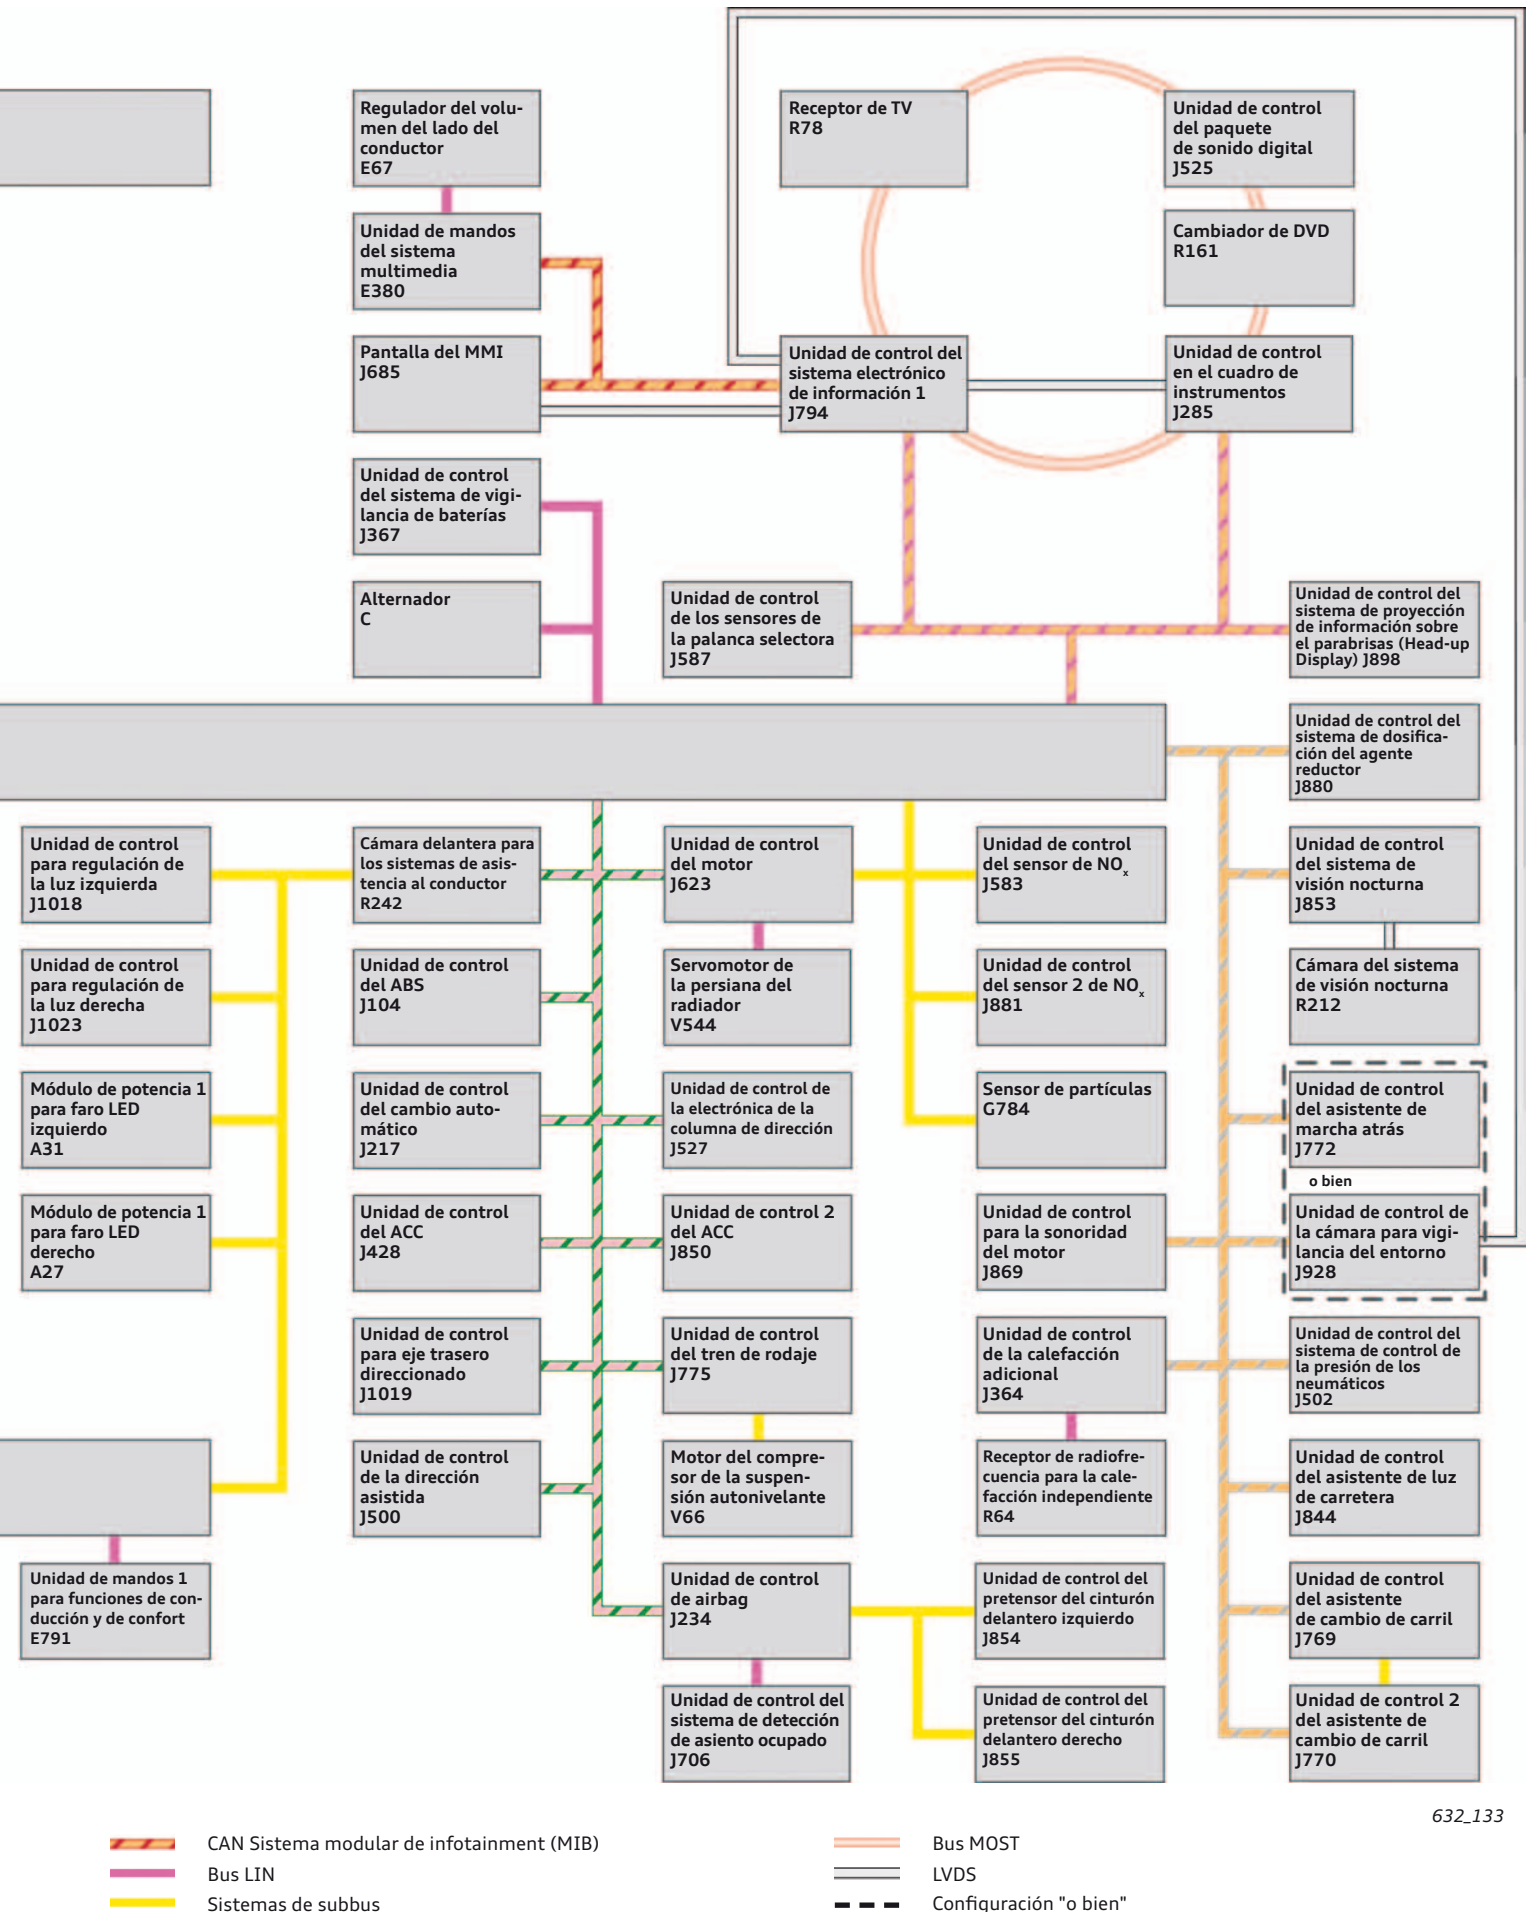 Regulador del volu-
men del lado del
conductor
E67
Receptor de TV
R78
Unidad de control
del paquete
de sonido digital
J525
Unidad de mandos
del sistema
multimedia
E380
Cambiador de DVD
R161
Pantalla del MMI
J685
Unidad de control del
sistema electrónico
de información 1
J794
Unidad de control
en el cuadro de
instrumentos
J285
Unidad de control
del sistema de vigi-
lancia de baterías
J367
Alternador
C
Unidad de control
de los sensores de
la palanca selectora
J587
Unidad de control del
sistema de proyección
de información sobre
el parabrisas (Head-up
Display) J898
Unidad de control del
sistema de dosifica-
ción del agente
reductor
J880
Unidad de control
para regulación de
la luz izquierda
J1018
Cámara delantera para
los sistemas de asis-
tencia al conductor
R242
Unidad de control
del motor
J623
Unidad de control
del sensor de NOx
J583
Unidad de control
del sistema de
visión nocturna
J853
Unidad de control
para regulación de
la luz derecha
J1023
Unidad de control
del ABS
J104
Servomotor de
la persiana del
radiador
V544
Unidad de control
del sensor 2 de NOx
J881
Cámara del sistema
de visión nocturna
R212
Módulo de potencia 1
para faro LED
izquierdo
A31
Unidad de control
del cambio auto-
mático
J217
Unidad de control de
la electrónica de la
columna de dirección
J527
Sensor de partículas
G784
Unidad de control
del asistente de
marcha atrás
J772
o bien
Módulo de potencia 1
para faro LED
derecho
A27
Unidad de control
del ACC
J428
Unidad de control 2
del ACC
J850
Unidad de control
para la sonoridad
del motor
J869
Unidad de control de
la cámara para vigi-
lancia del entorno
J928
Unidad de control
para eje trasero
direccionado
J1019
Unidad de control
del tren de rodaje
J775
Unidad de control
de la calefacción
adicional
J364
Unidad de control del
sistema de control de
la presión de los
neumáticos
J502
Unidad de control
de la dirección
asistida
J500
Motor del compre-
sor de la suspen-
sión autonivelante
V66
Receptor de radiofre-
cuencia para la cale-
facción independiente
R64
Unidad de control
del asistente de luz
de carretera
J844
Unidad de mandos 1
para funciones de con-
ducción y de confort
E791
Unidad de control
de airbag
J234
Unidad de control del
pretensor del cinturón
delantero izquierdo
J854
Unidad de control
del asistente
de cambio de carril
J769
Unidad de control del
sistema de detección
de asiento ocupado
J706
Unidad de control del
pretensor del cinturón
delantero derecho
J855
Unidad de control 2
del asistente de
cambio de carril
J770
632_133
CAN Sistema modular de infotainment (MIB)
Bus LIN
Sistemas de subbus
Bus MOST
LVDS
Configuración "o bien"